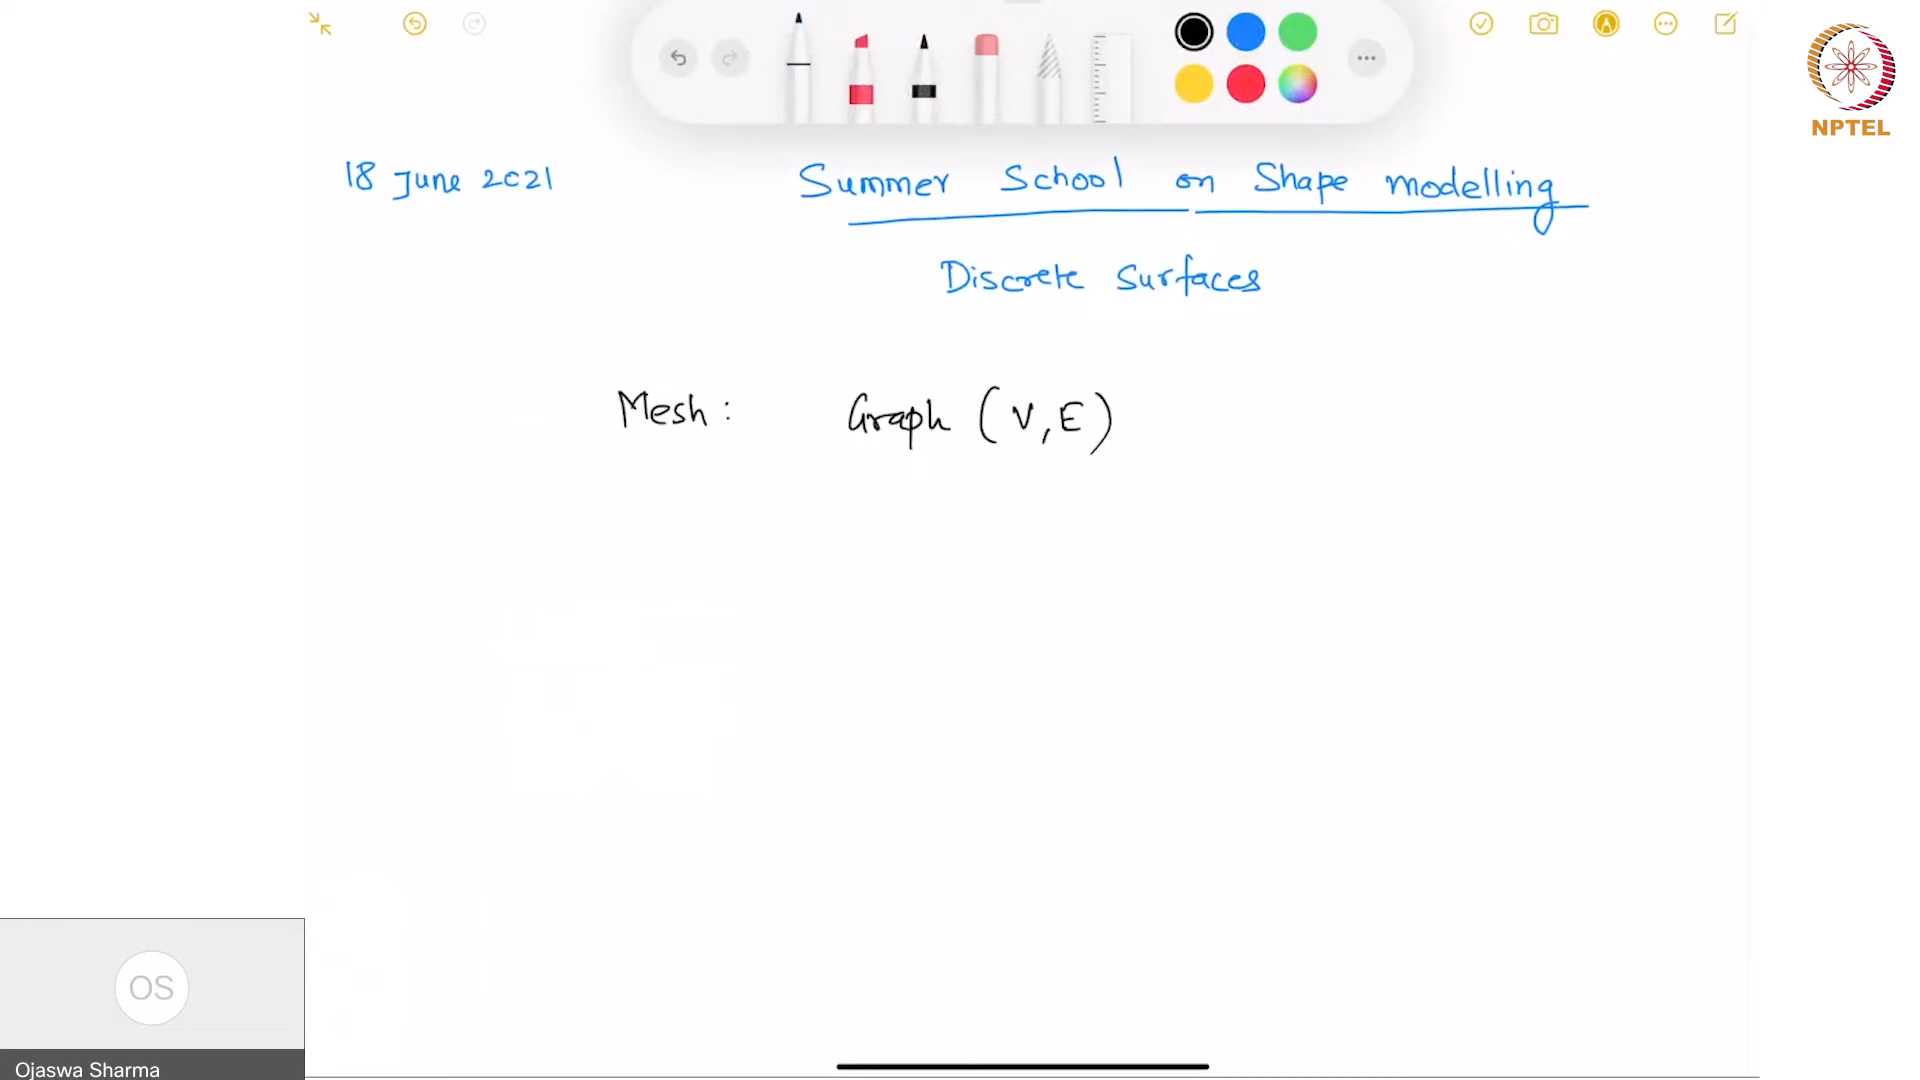 NPTEL
18 June 2021
Summer School on Shape modelling
Discrete Surfaces
Mesh: Graph (V, E)
OS
Ojaswa Sharma